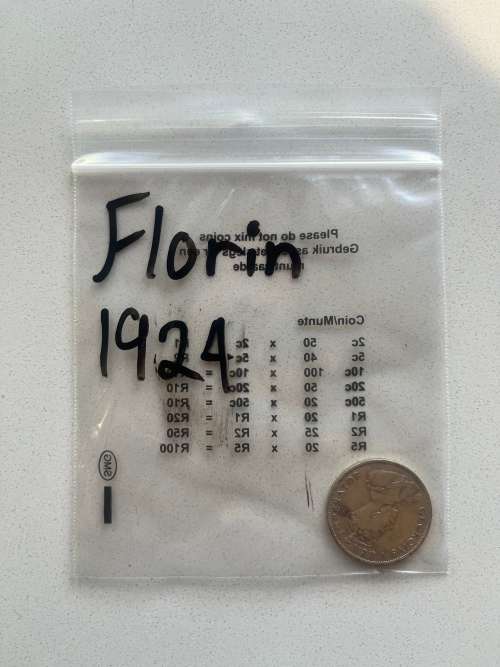 Florin
1924
Please do not mix coins
Gebruik
Coin/Munte
2c 50 x 2c =
5c 40 x 5c =
10c 100 x 10c =
20c 50 x 20c = R10
50c 20 x 50c = R10
R1 20 x R1 = R20
R2 25 x R2 = R50
R5 20 x R5 = R100
SMG